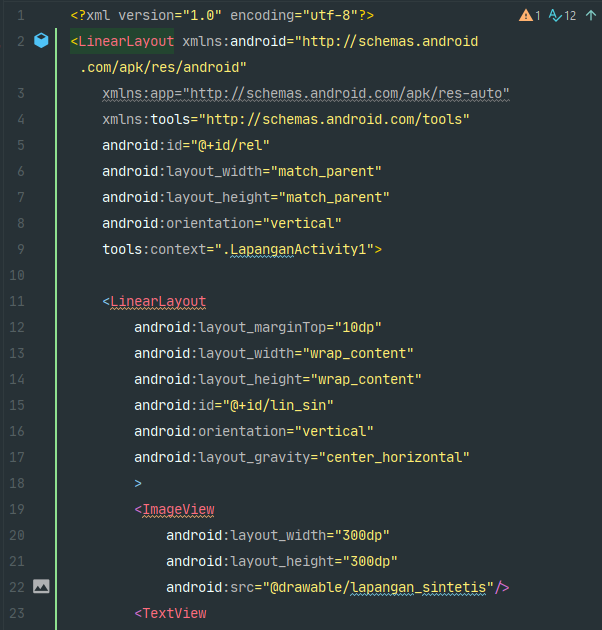 1 <?xml version="1.0" encoding="utf-8"?> 1 12
2 <LinearLayout xmlns:android="http://schemas.android
.com/apk/res/android"
3 xmlns:app="http://schemas.android.com/apk/res-auto"
4 xmlns:tools="http://schemas.android.com/tools"
5 android:id="@+id/rel"
6 android:layout_width="match_parent"
7 android:layout_height="match_parent"
8 android:orientation="vertical"
9 tools:context=".LapanganActivity1">
10
11 <LinearLayout
12 android:layout_marginTop="10dp"
13 android:layout_width="wrap_content"
14 android:layout_height="wrap_content"
15 android:id="@+id/lin_sin"
16 android:orientation="vertical"
17 android:layout_gravity="center_horizontal"
18 >
19 <ImageView
20 android:layout_width="300dp"
21 android:layout_height="300dp"
22 android:src="@drawable/lapangan_sintetis"/>
23 <TextView